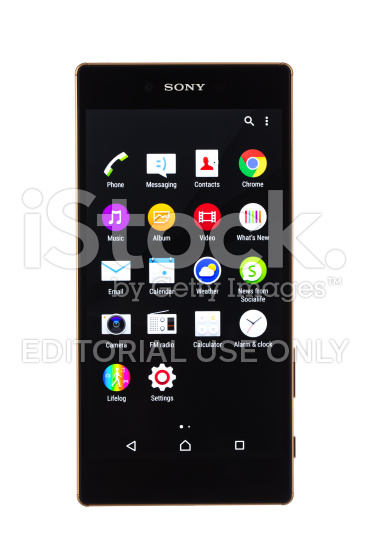 SONY
Phone Messaging Contacts Chrome
Music Album Video What's New
iStock
Email Calendar Weather News from Socialife
by Getty Images™
Camera FM radio Calculator Alarm & clock
EDITORIAL USE ONLY
Lifelog Settings